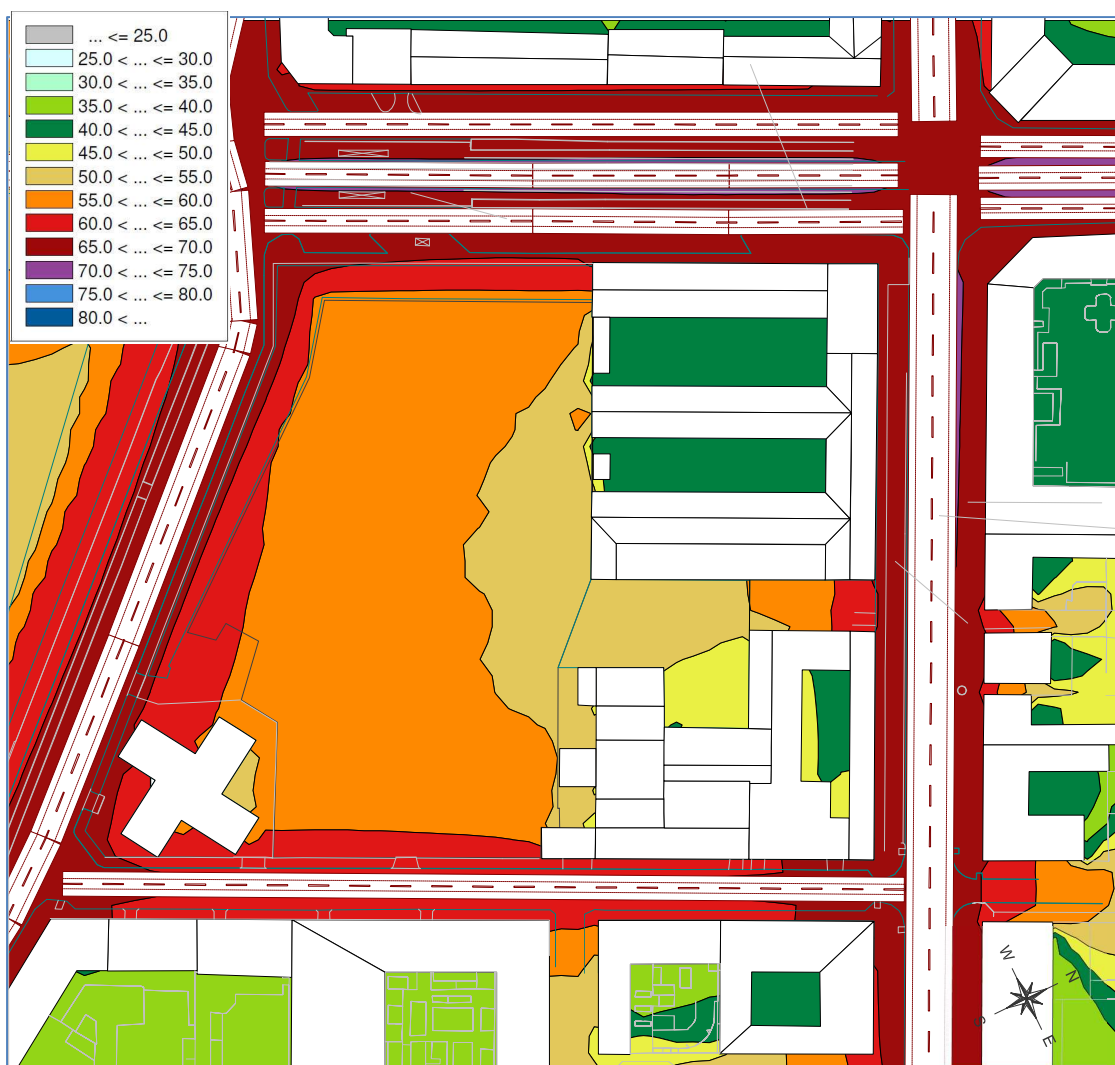 ... <= 25.0
25.0 < ... <= 30.0
30.0 < ... <= 35.0
35.0 < ... <= 40.0
40.0 < ... <= 45.0
45.0 < ... <= 50.0
50.0 < ... <= 55.0
55.0 < ... <= 60.0
60.0 < ... <= 65.0
65.0 < ... <= 70.0
70.0 < ... <= 75.0
75.0 < ... <= 80.0
80.0 < ...
W
N
S
E